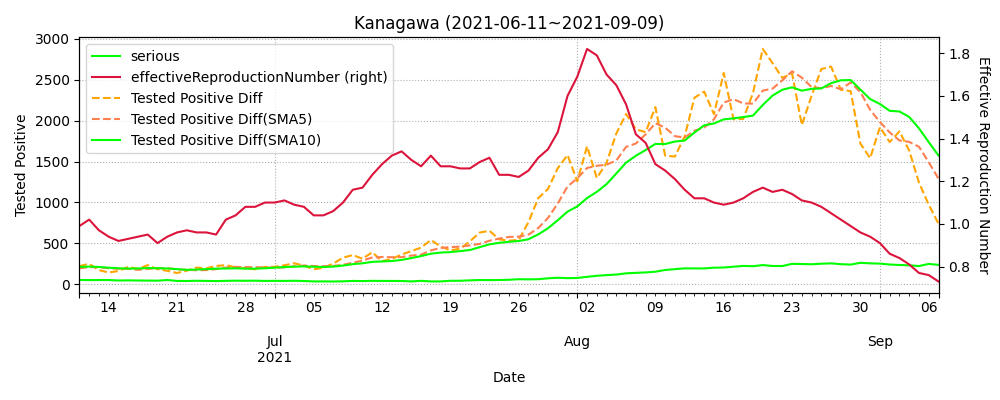 Kanagawa (2021-06-11~2021-09-09)
serious
effectiveReproductionNumber (right)
Tested Positive Diff
Tested Positive Diff(SMA5)
Tested Positive Diff(SMA10)
Tested Positive
3000
2500
2000
1500
1000
500
0
1.8
1.6
1.4
1.2
1.0
0.8
Effective Reproduction Number
14 21 28 05 12 19 26 02 09 16 23 30 06
Jul Aug Sep
2021
Date